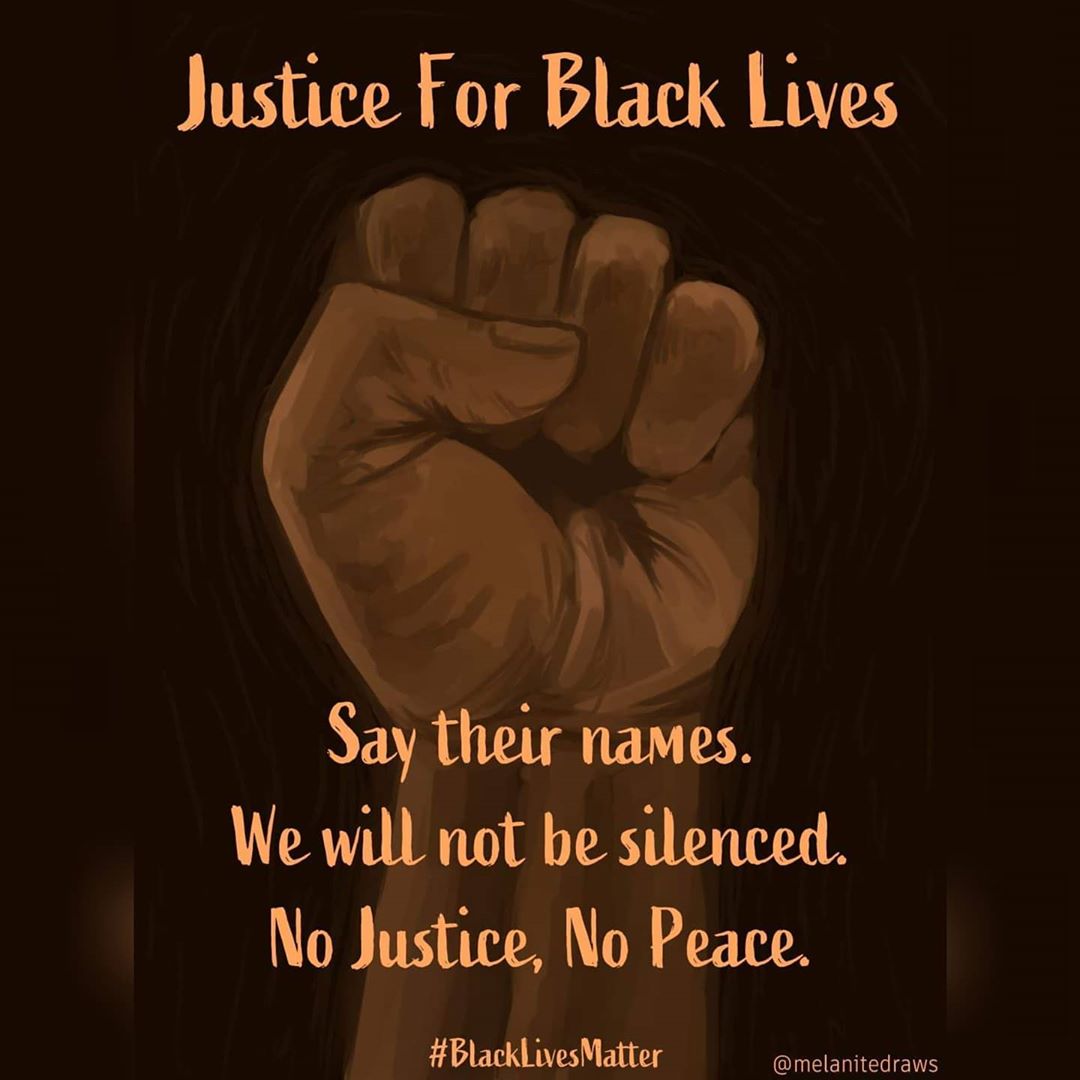 Justice For Black Lives
Say their names.
We will not be silenced.
No Justice, No Peace.
#BlackLivesMatter
@melanitedraws